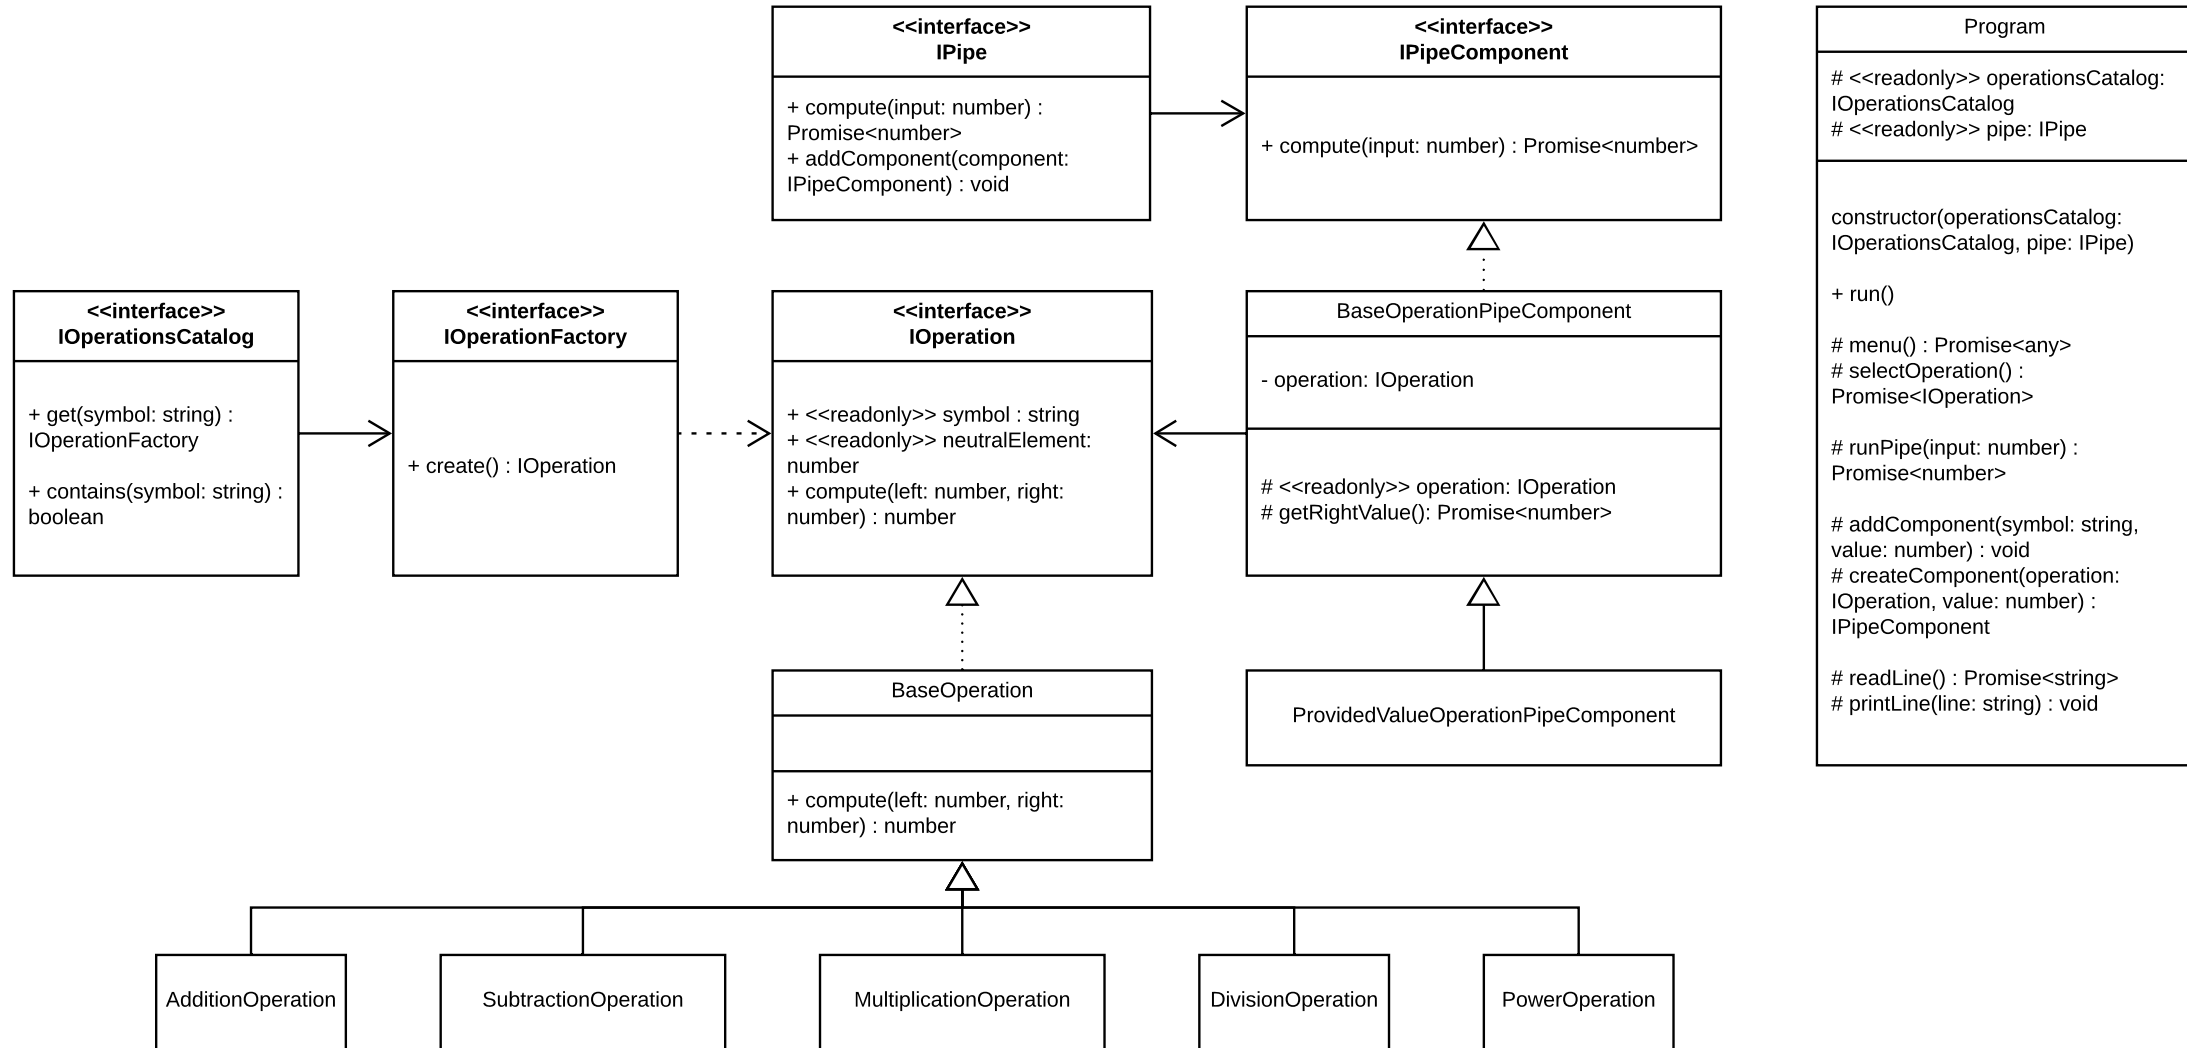 <<interface>>
IPipe
+ compute(input: number) :
Promise<number>
+ addComponent(component:
IPipeComponent) : void
<<interface>>
IPipeComponent
+ compute(input: number) : Promise<number>
Program
# <<readonly>> operationsCatalog:
IOperationsCatalog
# <<readonly>> pipe: IPipe
constructor(operationsCatalog:
IOperationsCatalog, pipe: IPipe)
+ run()
# menu() : Promise<any>
# selectOperation() :
Promise<IOperation>
# runPipe(input: number) :
Promise<number>
# addComponent(symbol: string,
value: number) : void
# createComponent(operation:
IOperation, value: number) :
IPipeComponent
# readLine() : Promise<string>
# printLine(line: string) : void
<<interface>>
IOperationsCatalog
+ get(symbol: string) :
IOperationFactory
+ contains(symbol: string) :
boolean
<<interface>>
IOperationFactory
+ create() : IOperation
<<interface>>
IOperation
+ <<readonly>> symbol : string
+ <<readonly>> neutralElement:
number
+ compute(left: number, right:
number) : number
BaseOperationPipeComponent
- operation: IOperation
# <<readonly>> operation: IOperation
# getRightValue(): Promise<number>
BaseOperation
+ compute(left: number, right:
number) : number
ProvidedValueOperationPipeComponent
AdditionOperation
SubtractionOperation
MultiplicationOperation
DivisionOperation
PowerOperation